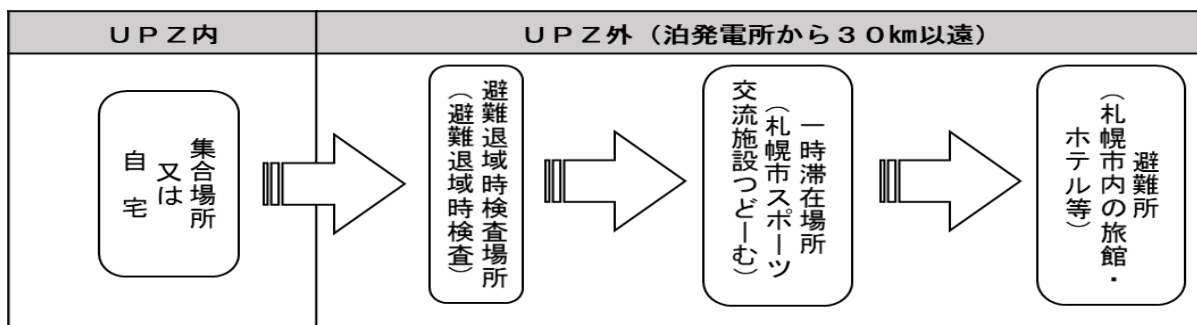 ＵＰＺ内
ＵＰＺ外（泊発電所から３０㎞以遠）
集合場所
又は
自　宅
避難退域時検査場所
（避難退域時検査）
一時滞在場所
（札幌市スポーツ
交流施設つどーむ）
避難所
（札幌市内の旅館・
ホテル等）